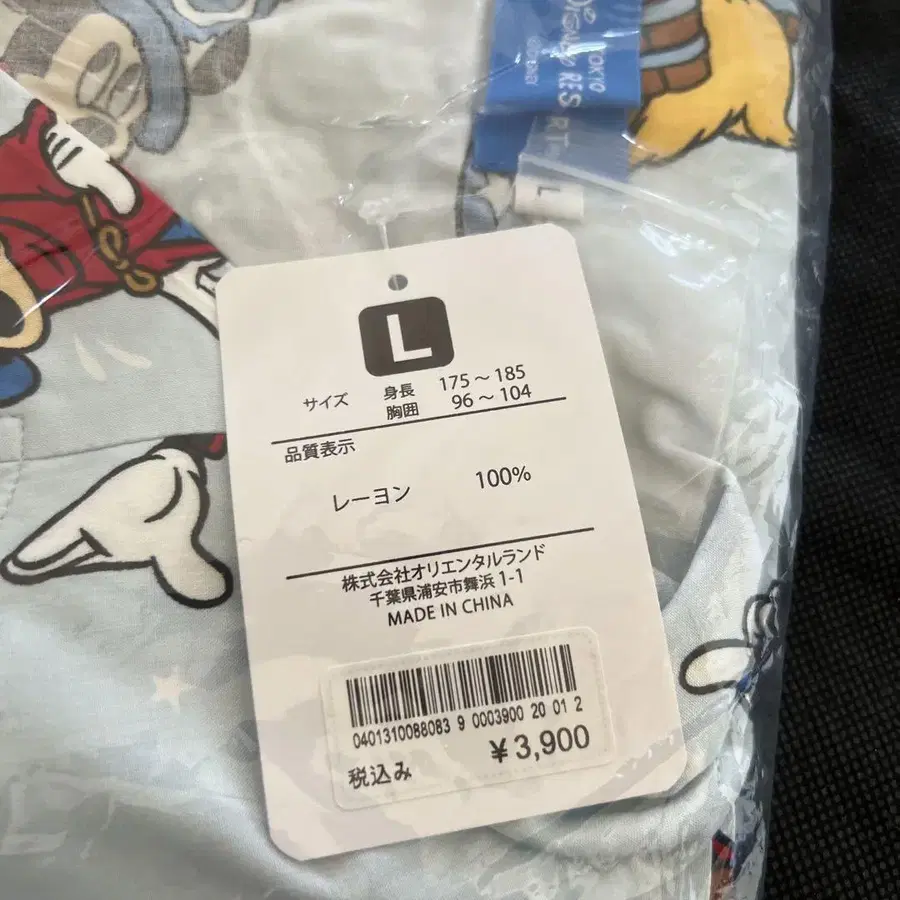 TOKYO
DISNEY RESORT
L
L
サイズ 身長 175～185
胸囲 96～104
品質表示
レーヨン 100%
株式会社オリエンタルランド
千葉県浦安市舞浜1-1
MADE IN CHINA
0401310088083 9 0003900 20 01 2
¥3,900
税込み